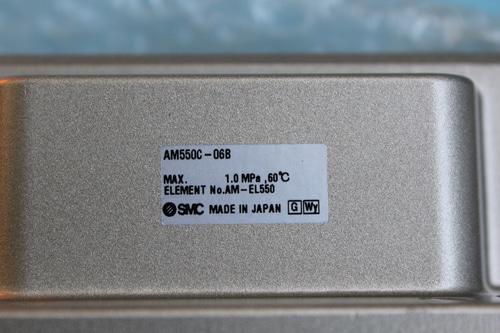 AM550C-06B
MAX. 1.0 MPa ,60℃
ELEMENT No.AM-EL550
SMC MADE IN JAPAN G Wy